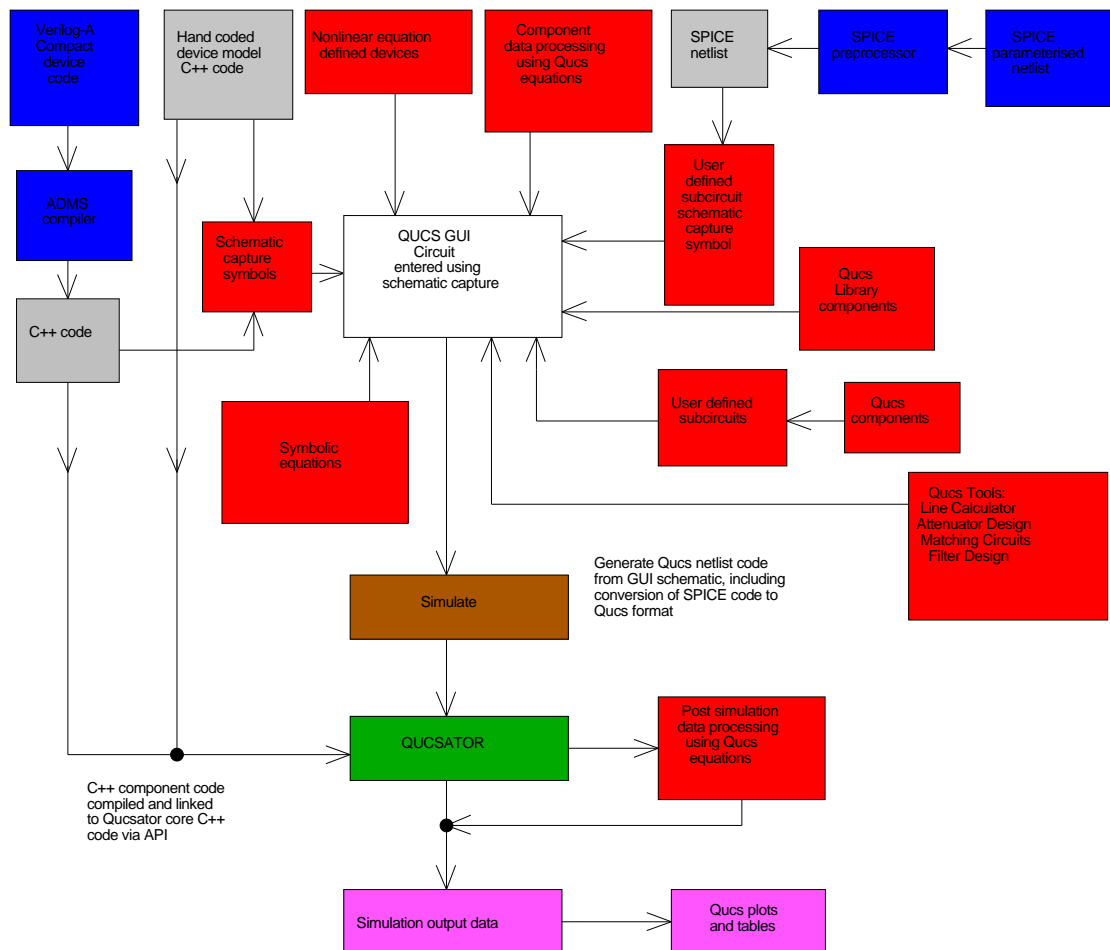 Verilog-A
Compact
device
code
Hand coded
device model
C++ code
Nonlinear equation
defined devices
Component
data processing
using Qucs
equations
SPICE
netlist
SPICE
preprocessor
SPICE
parameterised
netlist
ADMS
compiler
Schematic
capture
symbols
QUCS GUI
Circuit
entered using
schematic capture
User
defined
subcircuit
schematic
capture
symbol
Qucs
Library
components
C++ code
User defined
subcircuits
Qucs
components
Symbolic
equations
Qucs Tools:
Line Calculator
Attenuator Design
Matching Circuits
Filter Design
Simulate
Generate Qucs netlist code
from GUI schematic, including
conversion of SPICE code to
Qucs format
QUCSATOR
Post simulation
data processing
using Qucs
equations
C++ component code
compiled and linked
to Qucsator core C++
code via API
Simulation output data
Qucs plots
and tables